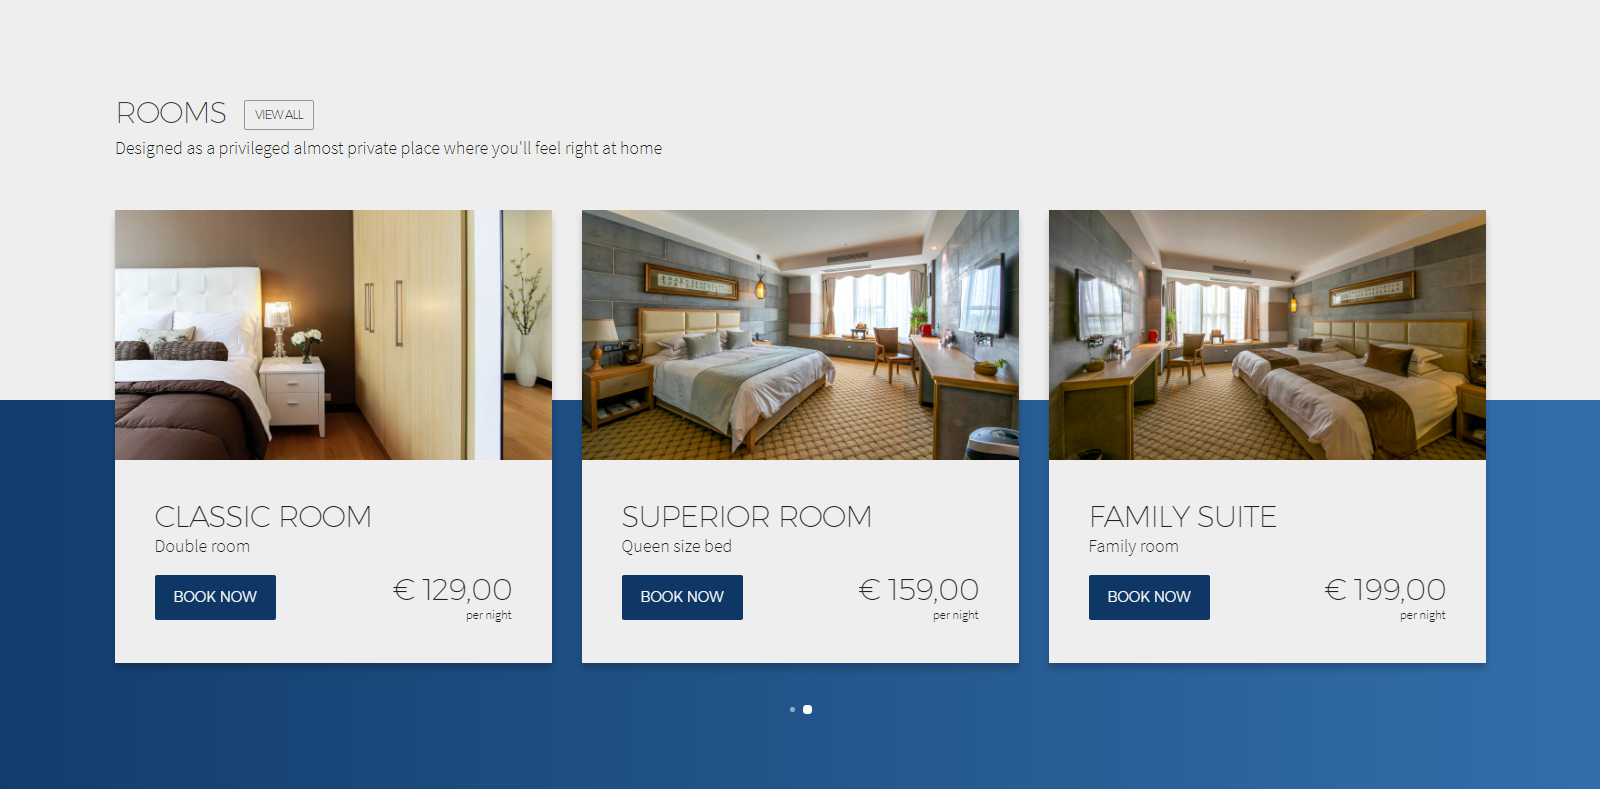 ROOMS VIEW ALL
Designed as a privileged almost private place where you'll feel right at home
CLASSIC ROOM
Double room
BOOK NOW
€ 129,00
per night
SUPERIOR ROOM
Queen size bed
BOOK NOW
€ 159,00
per night
FAMILY SUITE
Family room
BOOK NOW
€ 199,00
per night